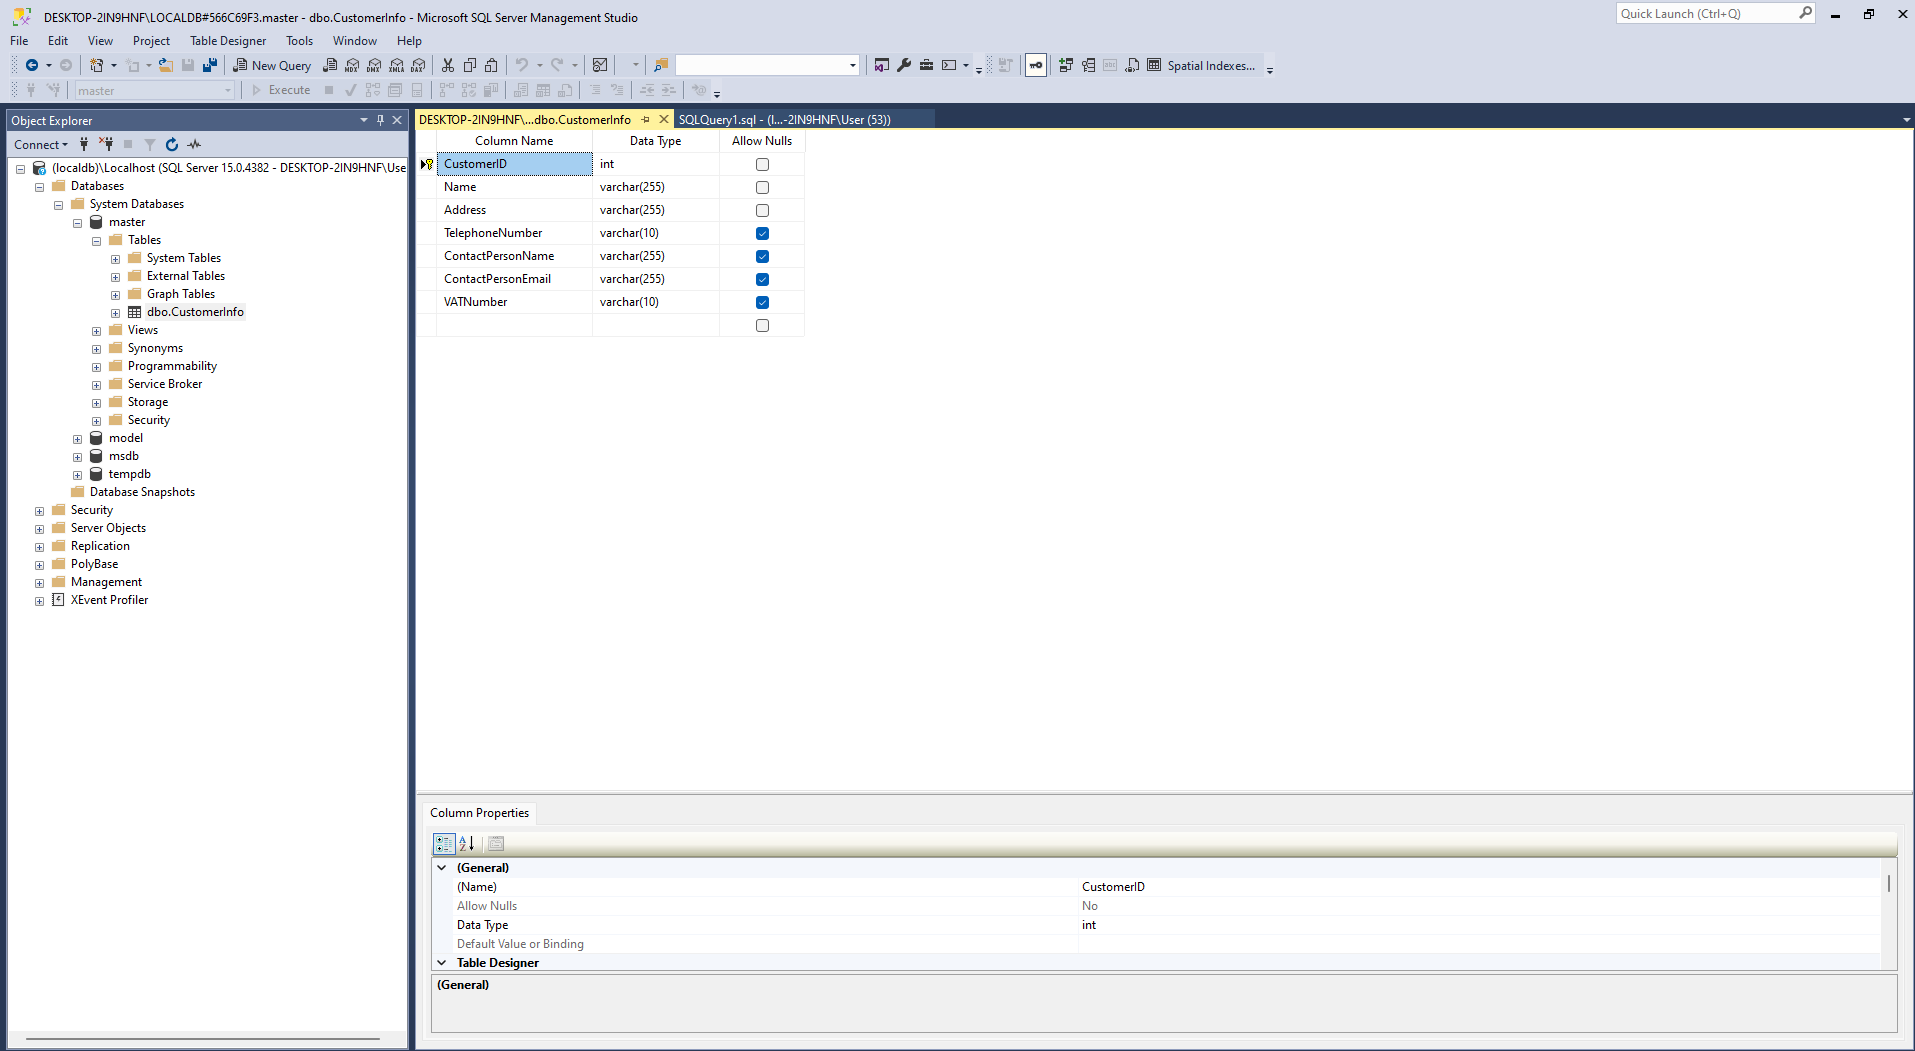 DESKTOP-2IN9HNF\LOCALDB#566C69F3.master - dbo.CustomerInfo - Microsoft SQL Server Management Studio
Quick Launch (Ctrl+Q)
File Edit View Project Table Designer Tools Window Help
New Query MDX DMX XMLA DAX Spatial Indexes...
master Execute
Object Explorer
DESKTOP-2IN9HNF\...dbo.CustomerInfo SQLQuery1.sql - (l...-2IN9HNF\User (53))
Connect
(localdb)\Localhost (SQL Server 15.0.4382 - DESKTOP-2IN9HNF\Use
Databases
System Databases
master
Tables
System Tables
External Tables
Graph Tables
dbo.CustomerInfo
Views
Synonyms
Programmability
Service Broker
Storage
Security
model
msdb
tempdb
Database Snapshots
Security
Server Objects
Replication
PolyBase
Management
XEvent Profiler
Column Name Data Type Allow Nulls
CustomerID int
Name varchar(255)
Address varchar(255)
TelephoneNumber varchar(10)
ContactPersonName varchar(255)
ContactPersonEmail varchar(255)
VATNumber varchar(10)
Column Properties
(General)
(Name) CustomerID
Allow Nulls No
Data Type int
Default Value or Binding
Table Designer
(General)